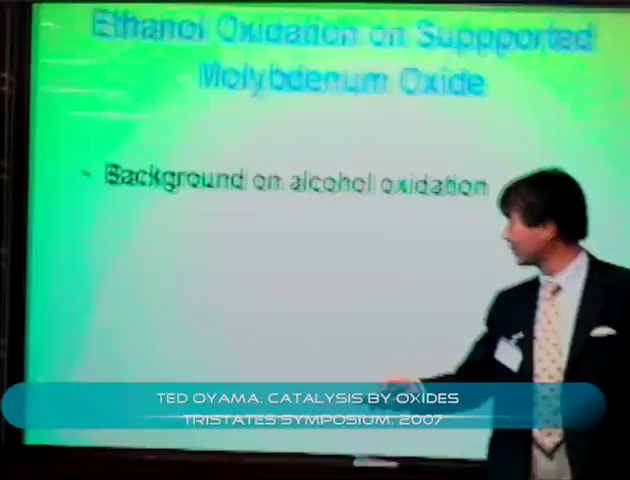 Ethanol Oxidation on Suppported
Molybdenum Oxide
- Background on alcohol oxidation
TED OYAMA: CATALYSIS BY OXIDES
TRISTATES SYMPOSIUM, 2007